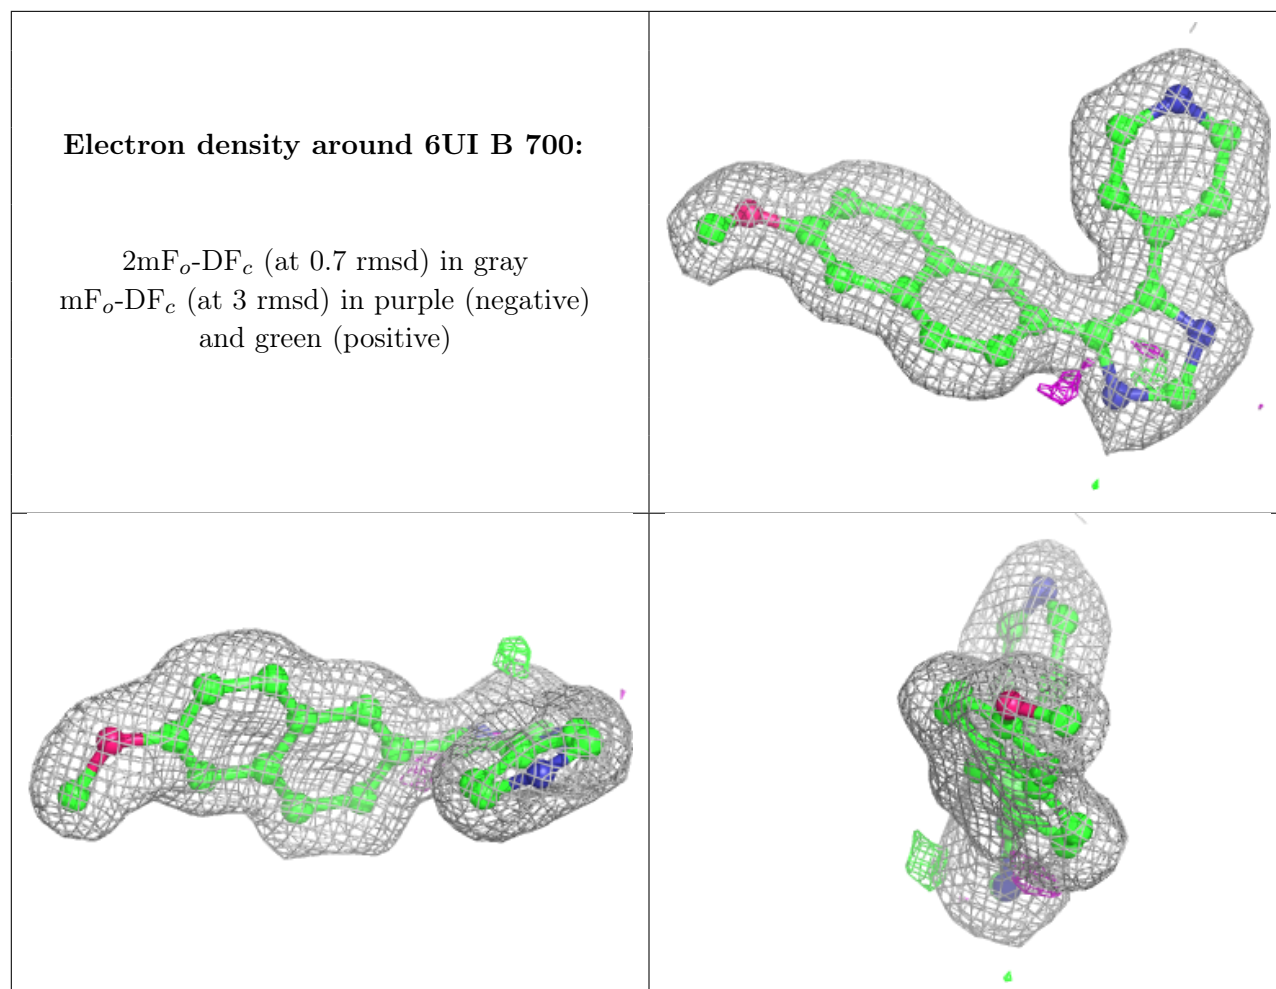 Electron density around 6UI B 700:
2mFo-DFc (at 0.7 rmsd) in gray
mFo-DFc (at 3 rmsd) in purple (negative)
and green (positive)